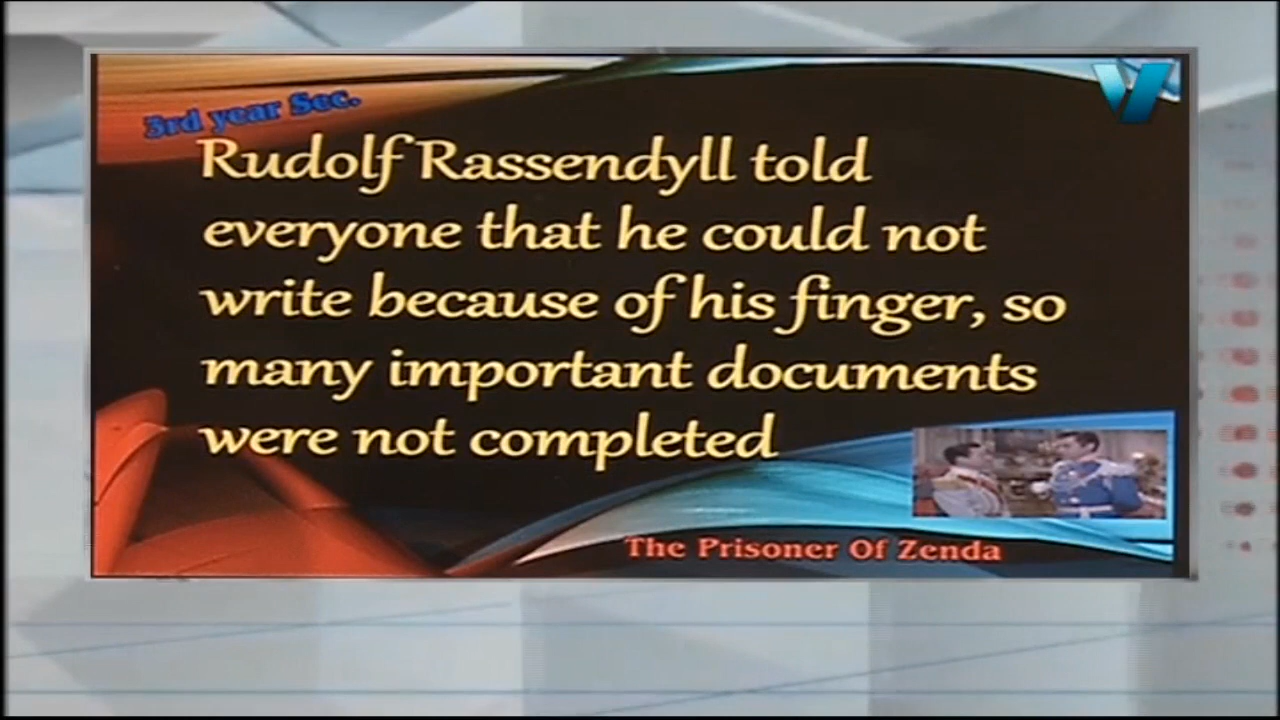 3rd year Sec.
Rudolf Rassendyll told
everyone that he could not
write because of his finger, so
many important documents
were not completed
The Prisoner Of Zenda